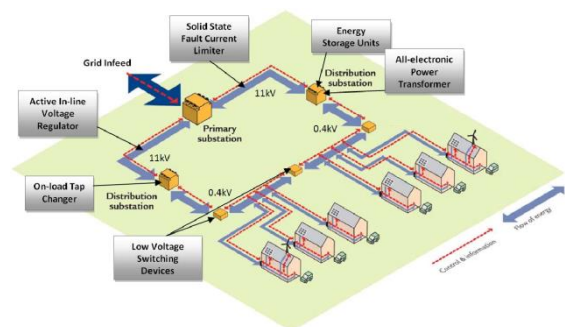 Solid State
Fault Current
Limiter
Energy
Storage Units
Grid Infeed
All-electronic
Power
Transformer
Distribution
substation
11kV
Active In-line
Voltage
Regulator
Primary
substation
0.4kV
11kV
On-load Tap
Changer
0.4kV
Distribution
substation
Low Voltage
Switching
Devices
Control & information
Flow of energy